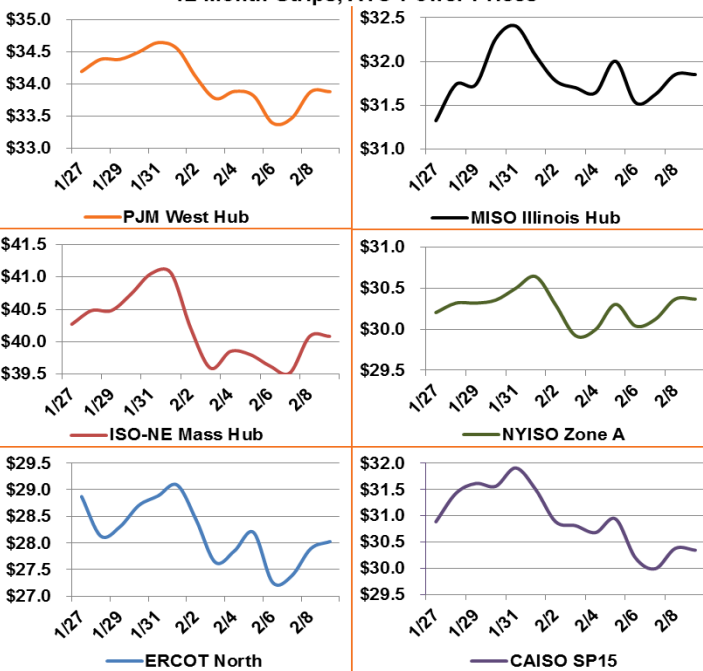 12 Month Strips, ATC Power Prices
$35.0
$34.5
$34.0
$33.5
$33.0
1/27 1/29 1/31 2/2 2/4 2/6 2/8
PJM West Hub
$32.5
$32.0
$31.5
$31.0
1/27 1/29 1/31 2/2 2/4 2/6 2/8
MISO Illinois Hub
$41.5
$41.0
$40.5
$40.0
$39.5
1/27 1/29 1/31 2/2 2/4 2/6 2/8
ISO-NE Mass Hub
$31.0
$30.5
$30.0
$29.5
1/27 1/29 1/31 2/2 2/4 2/6 2/8
NYISO Zone A
$29.5
$29.0
$28.5
$28.0
$27.5
$27.0
1/27 1/29 1/31 2/2 2/4 2/6 2/8
ERCOT North
$32.0
$31.5
$31.0
$30.5
$30.0
$29.5
1/27 1/29 1/31 2/2 2/4 2/6 2/8
CAISO SP15